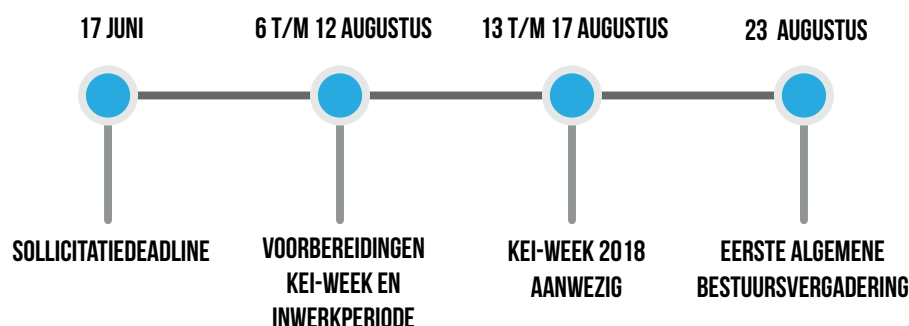 17 JUNI
6 T/M 12 AUGUSTUS
13 T/M 17 AUGUSTUS
23 AUGUSTUS
SOLLICITATIEDEADLINE
VOORBEREIDINGEN
KEI-WEEK EN
INWERKPERIODE
KEI-WEEK 2018
AANWEZIG
EERSTE ALGEMENE
BESTUURSVERGADERING